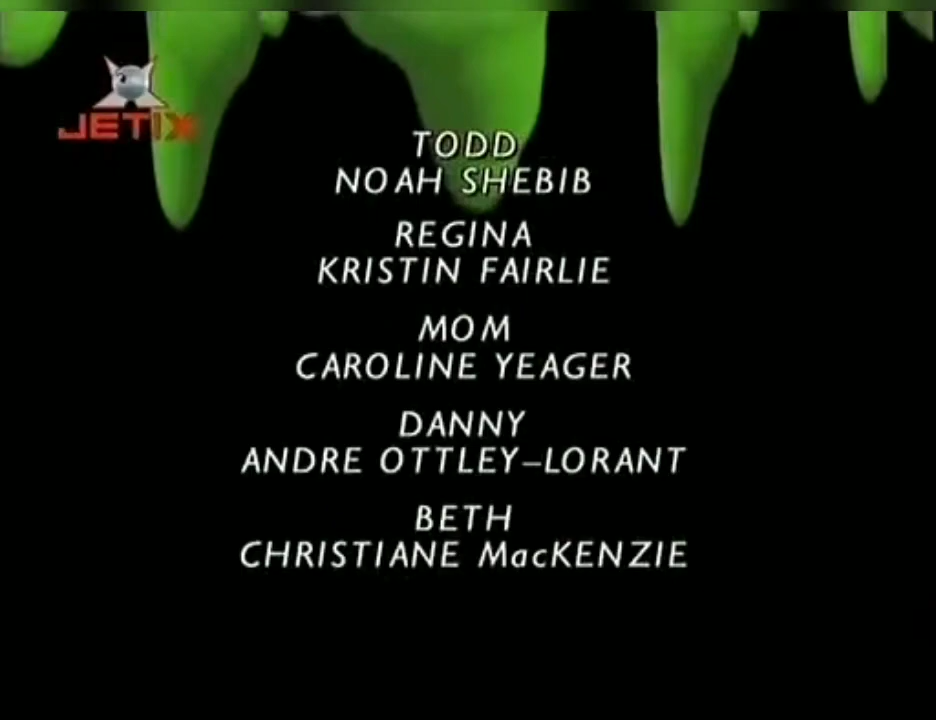 JETIX
TODD
NOAH SHEBIB
REGINA
KRISTIN FAIRLIE
MOM
CAROLINE YEAGER
DANNY
ANDRE OTTLEY–LORANT
BETH
CHRISTIANE MacKENZIE